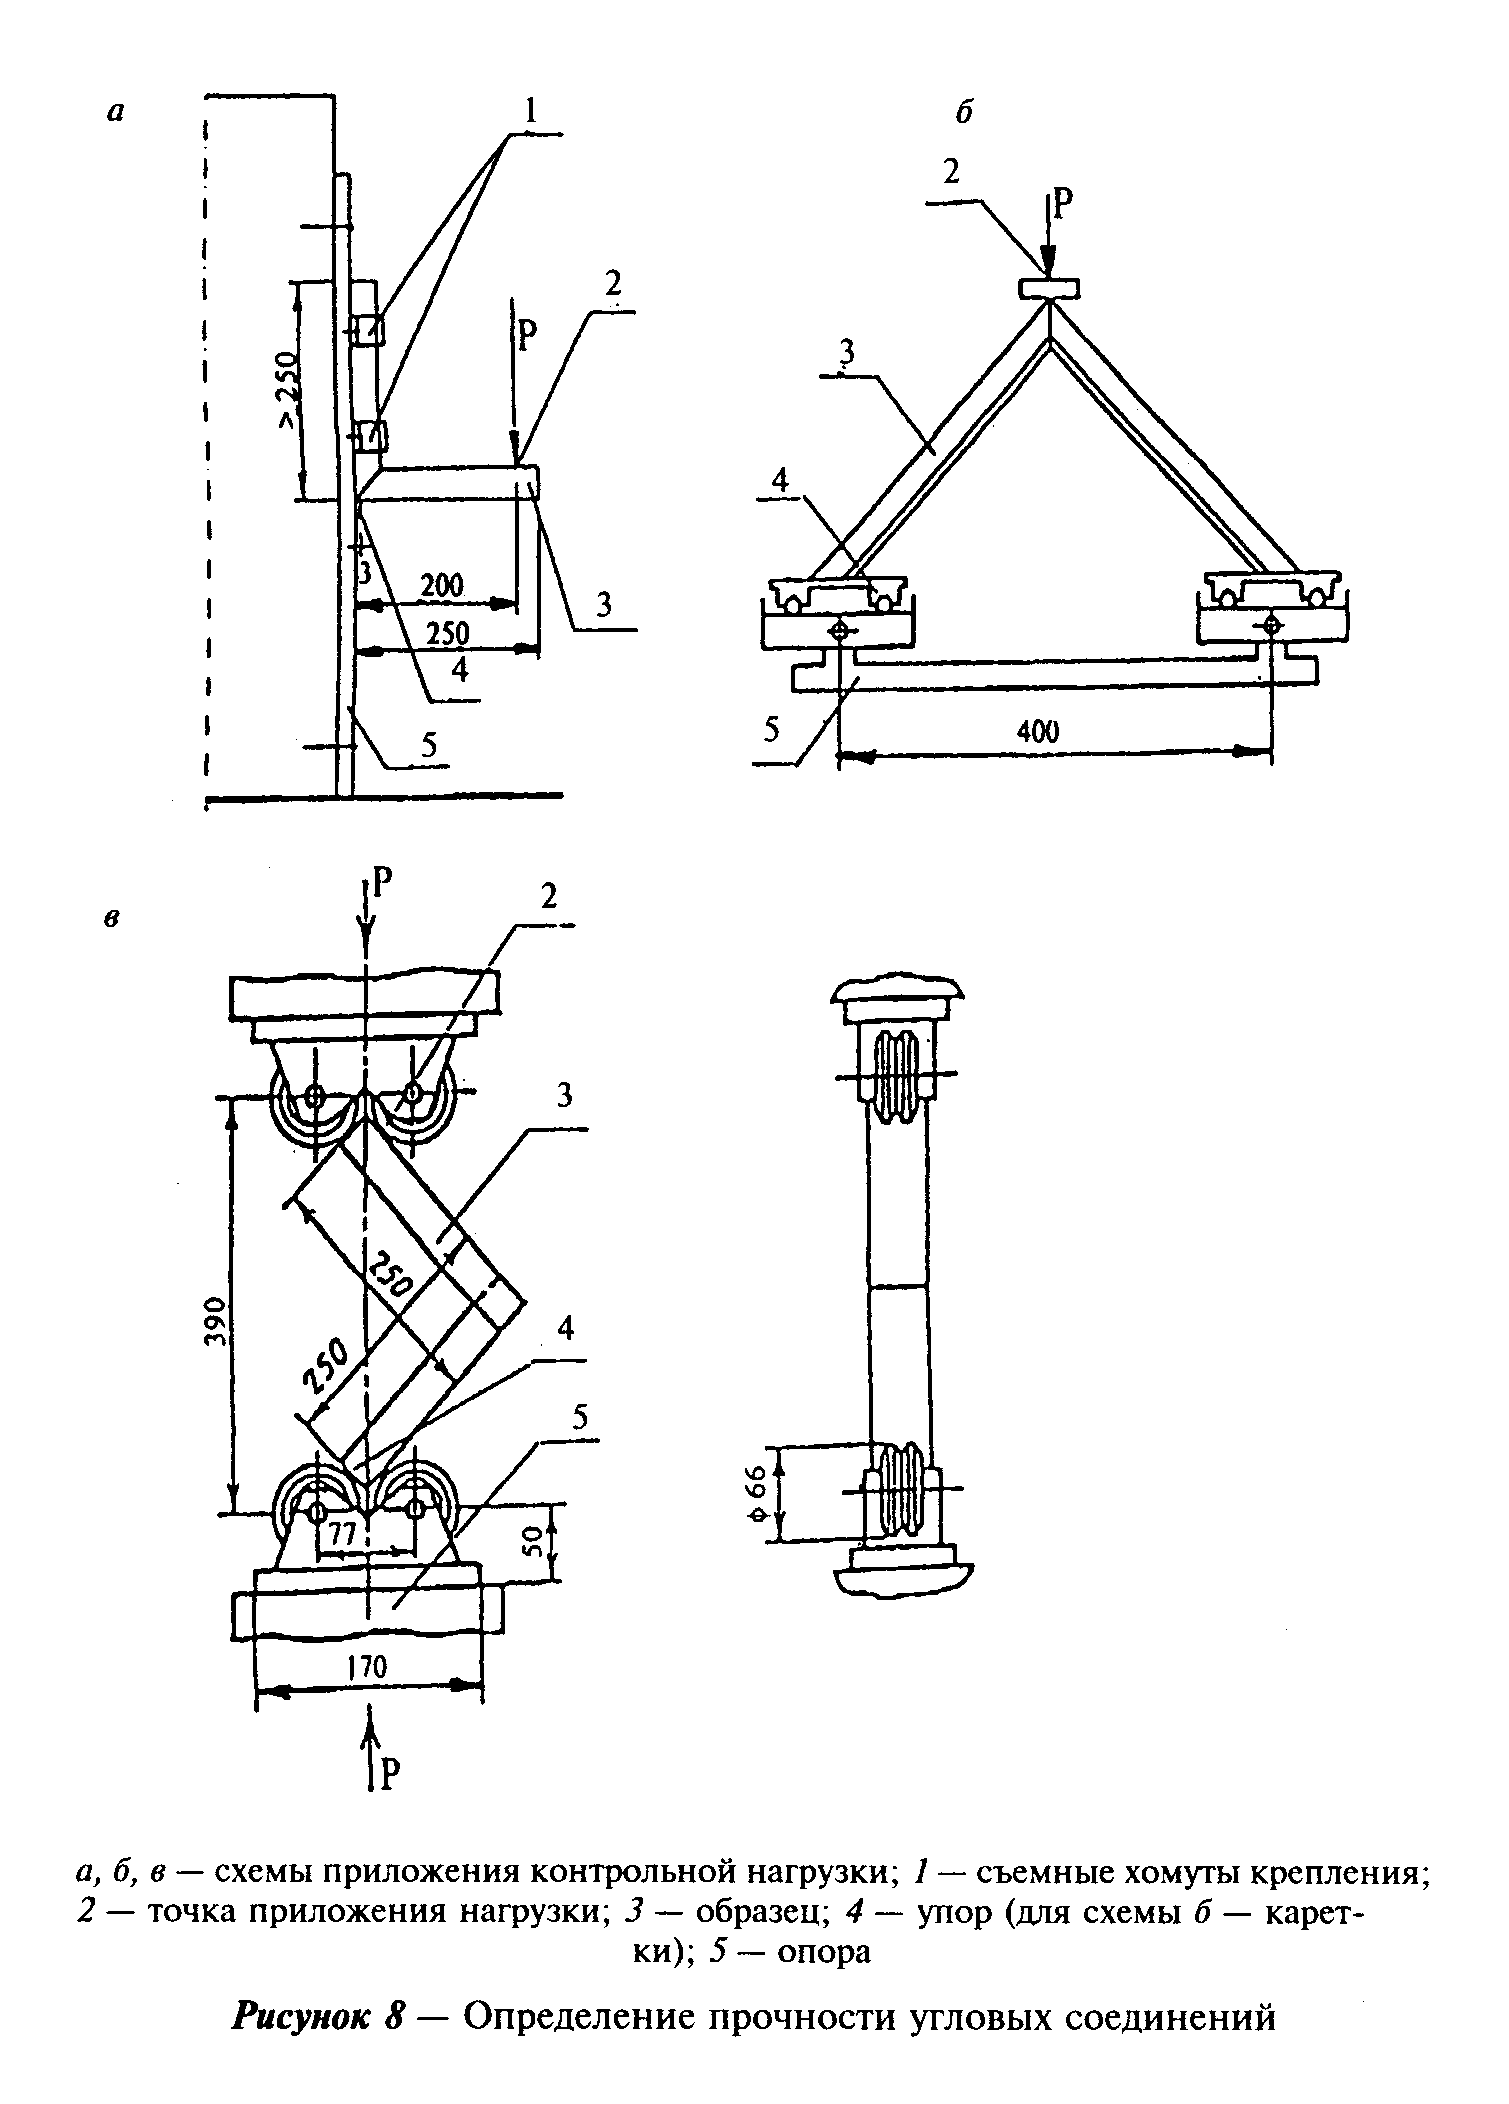 а
1
2
P
> 250
3
200
250
3
4
5
б
2
P
3
4
5
400
в
P
2
3
250
250
390
4
5
77
50
170
P
ф 66
а, б, в — схемы приложения контрольной нагрузки; 1 — съемные хомуты крепления;
2 — точка приложения нагрузки; 3 — образец; 4 — упор (для схемы б — карет-
ки); 5 — опора
Рисунок 8 — Определение прочности угловых соединений